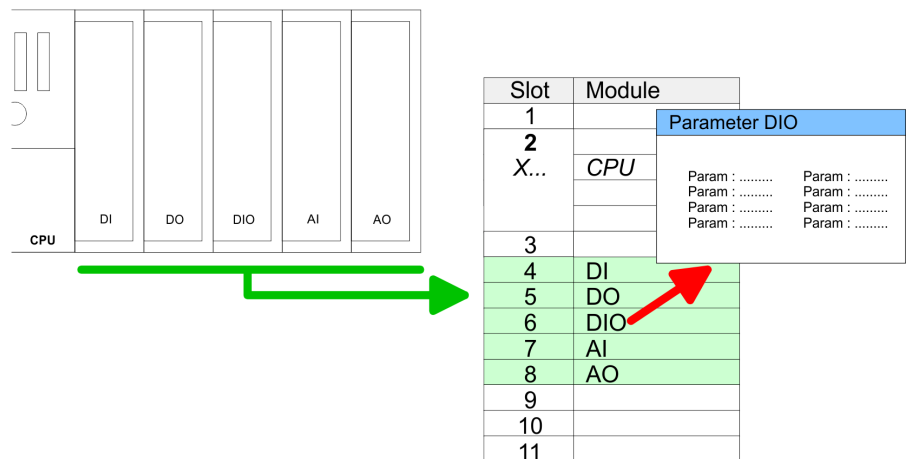 DI DO DIO AI AO
CPU
Slot Module
1
2
X... CPU
3
4 DI
5 DO
6 DIO
7 AI
8 AO
9
10
11
Parameter DIO
Param : ......... Param : .........
Param : ......... Param : .........
Param : ......... Param : .........
Param : ......... Param : .........